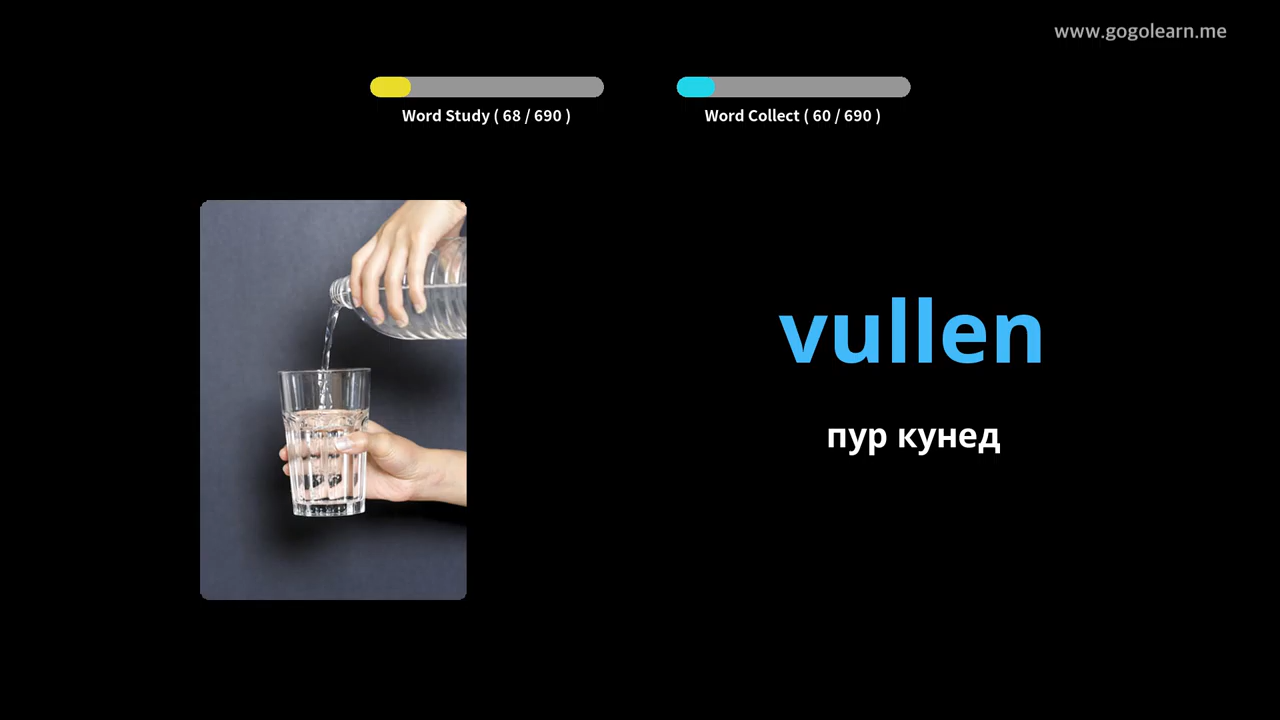 www.gogolearn.me
Word Study ( 68 / 690 )
Word Collect ( 60 / 690 )
vullen
пур кунед